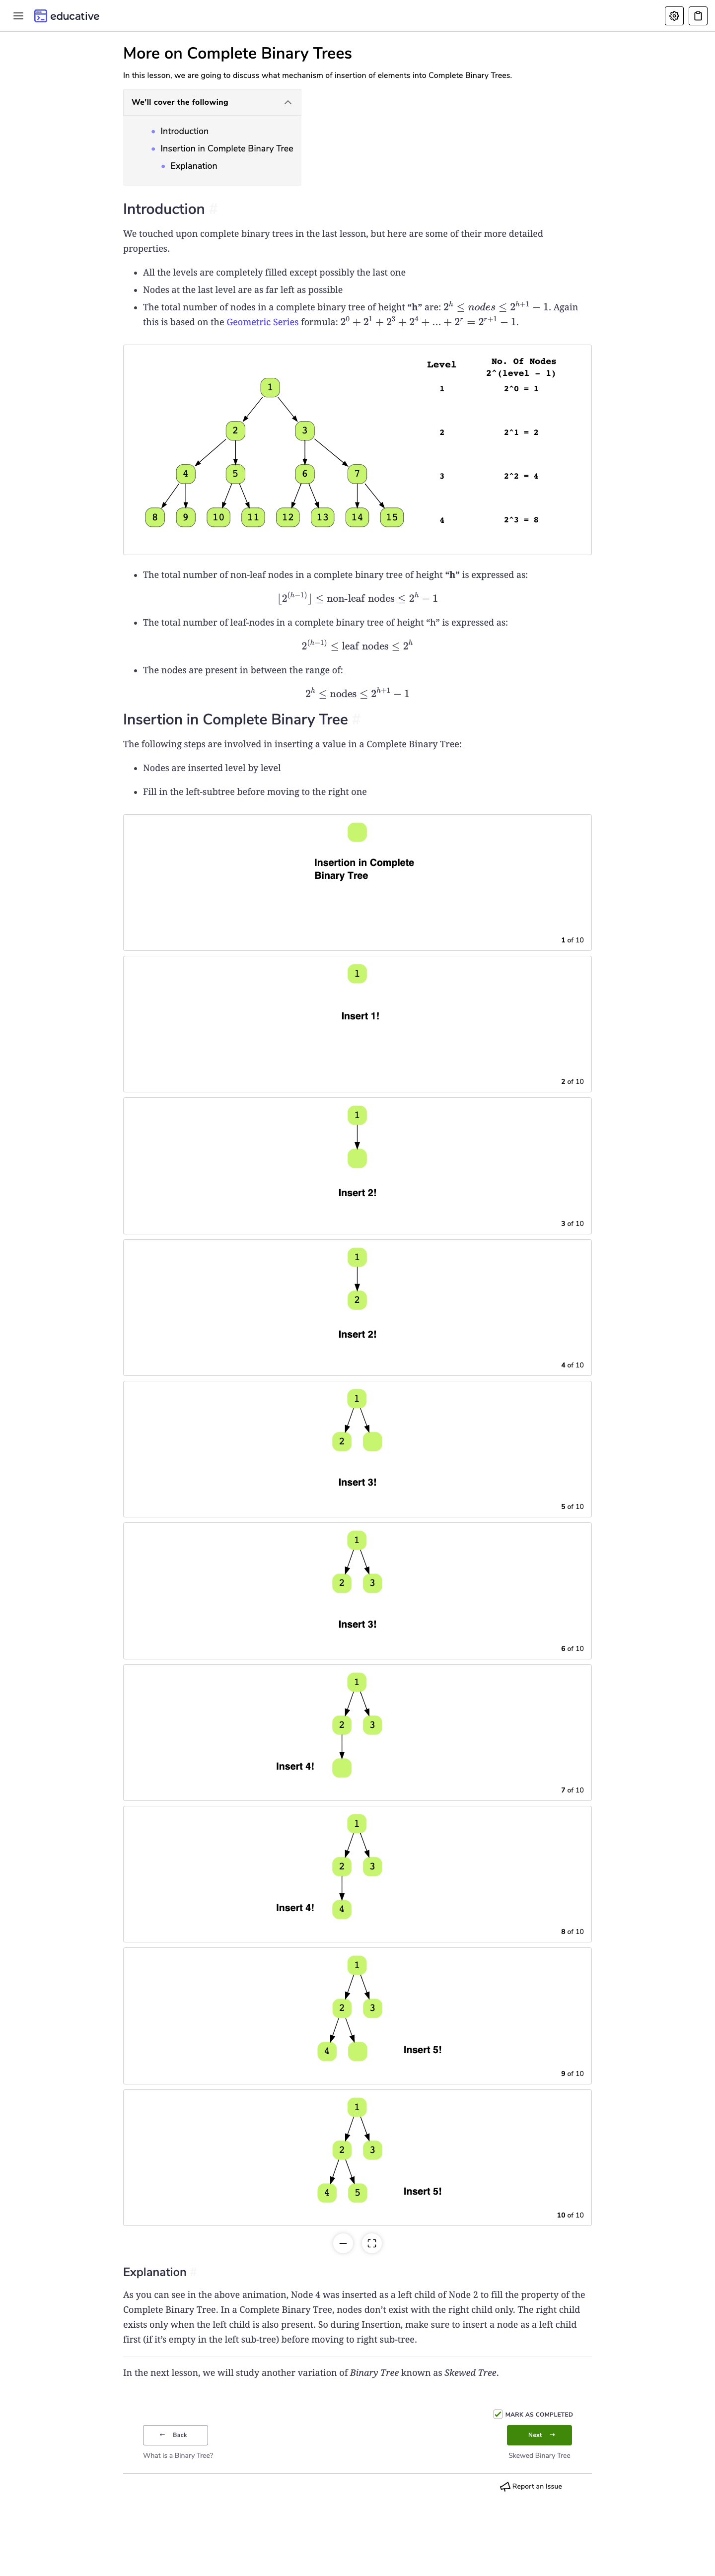 educative
More on Complete Binary Trees
In this lesson, we are going to discuss what mechanism of insertion of elements into Complete Binary Trees.
We'll cover the following
Introduction
Insertion in Complete Binary Tree
Explanation
Introduction #
We touched upon complete binary trees in the last lesson, but here are some of their more detailed
properties.
• All the levels are completely filled except possibly the last one
• Nodes at the last level are as far left as possible
• The total number of nodes in a complete binary tree of height “h” are: 2^h ≤ nodes ≤ 2^{h+1} − 1. Again
this is based on the Geometric Series formula: 2^0 + 2^1 + 2^3 + 2^4 + ... + 2^r = 2^{r+1} − 1.
Level No. Of Nodes
2^(level - 1)
1 1 2^0 = 1
2 3 2 2^1 = 2
4 5 6 7 3 2^2 = 4
8 9 10 11 12 13 14 15 4 2^3 = 8
• The total number of non-leaf nodes in a complete binary tree of height “h” is expressed as:
⌊2^{(h−1)}⌋ ≤ non-leaf nodes ≤ 2^h − 1
• The total number of leaf-nodes in a complete binary tree of height “h” is expressed as:
2^{(h−1)} ≤ leaf nodes ≤ 2^h
• The nodes are present in between the range of:
2^h ≤ nodes ≤ 2^{h+1} − 1
Insertion in Complete Binary Tree #
The following steps are involved in inserting a value in a Complete Binary Tree:
• Nodes are inserted level by level
• Fill in the left-subtree before moving to the right one
Insertion in Complete
Binary Tree
1 of 10
1
Insert 1!
2 of 10
1
Insert 2!
3 of 10
1
2
Insert 2!
4 of 10
1
2
Insert 3!
5 of 10
1
2 3
Insert 3!
6 of 10
1
2 3
Insert 4!
7 of 10
1
2 3
Insert 4! 4
8 of 10
1
2 3
4 Insert 5!
9 of 10
1
2 3
4 5 Insert 5!
10 of 10
Explanation #
As you can see in the above animation, Node 4 was inserted as a left child of Node 2 to fill the property of the
Complete Binary Tree. In a Complete Binary Tree, nodes don’t exist with the right child only. The right child
exists only when the left child is also present. So during Insertion, make sure to insert a node as a left child
first (if it’s empty in the left sub-tree) before moving to right sub-tree.
In the next lesson, we will study another variation of Binary Tree known as Skewed Tree.
MARK AS COMPLETED
← Back Next →
What is a Binary Tree? Skewed Binary Tree
Report an Issue